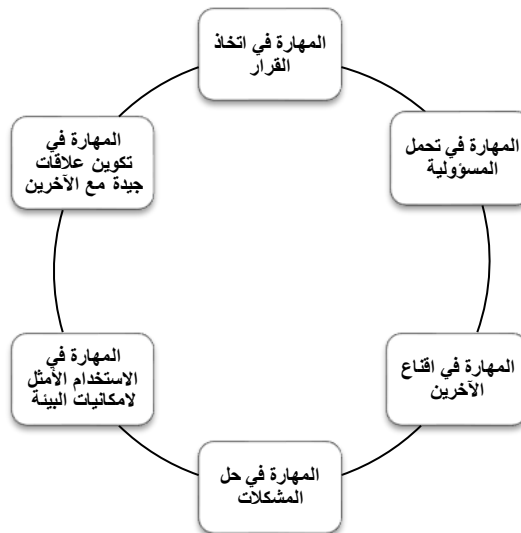 المهارة في اتخاذ
القرار
المهارة في تحمل
المسؤولية
المهارة في اقناع
الآخرين
المهارة في حل
المشكلات
المهارة في
الاستخدام الأمثل
لامكانيات البيئة
المهارة في
تكوين علاقات
جيدة مع الآخرين